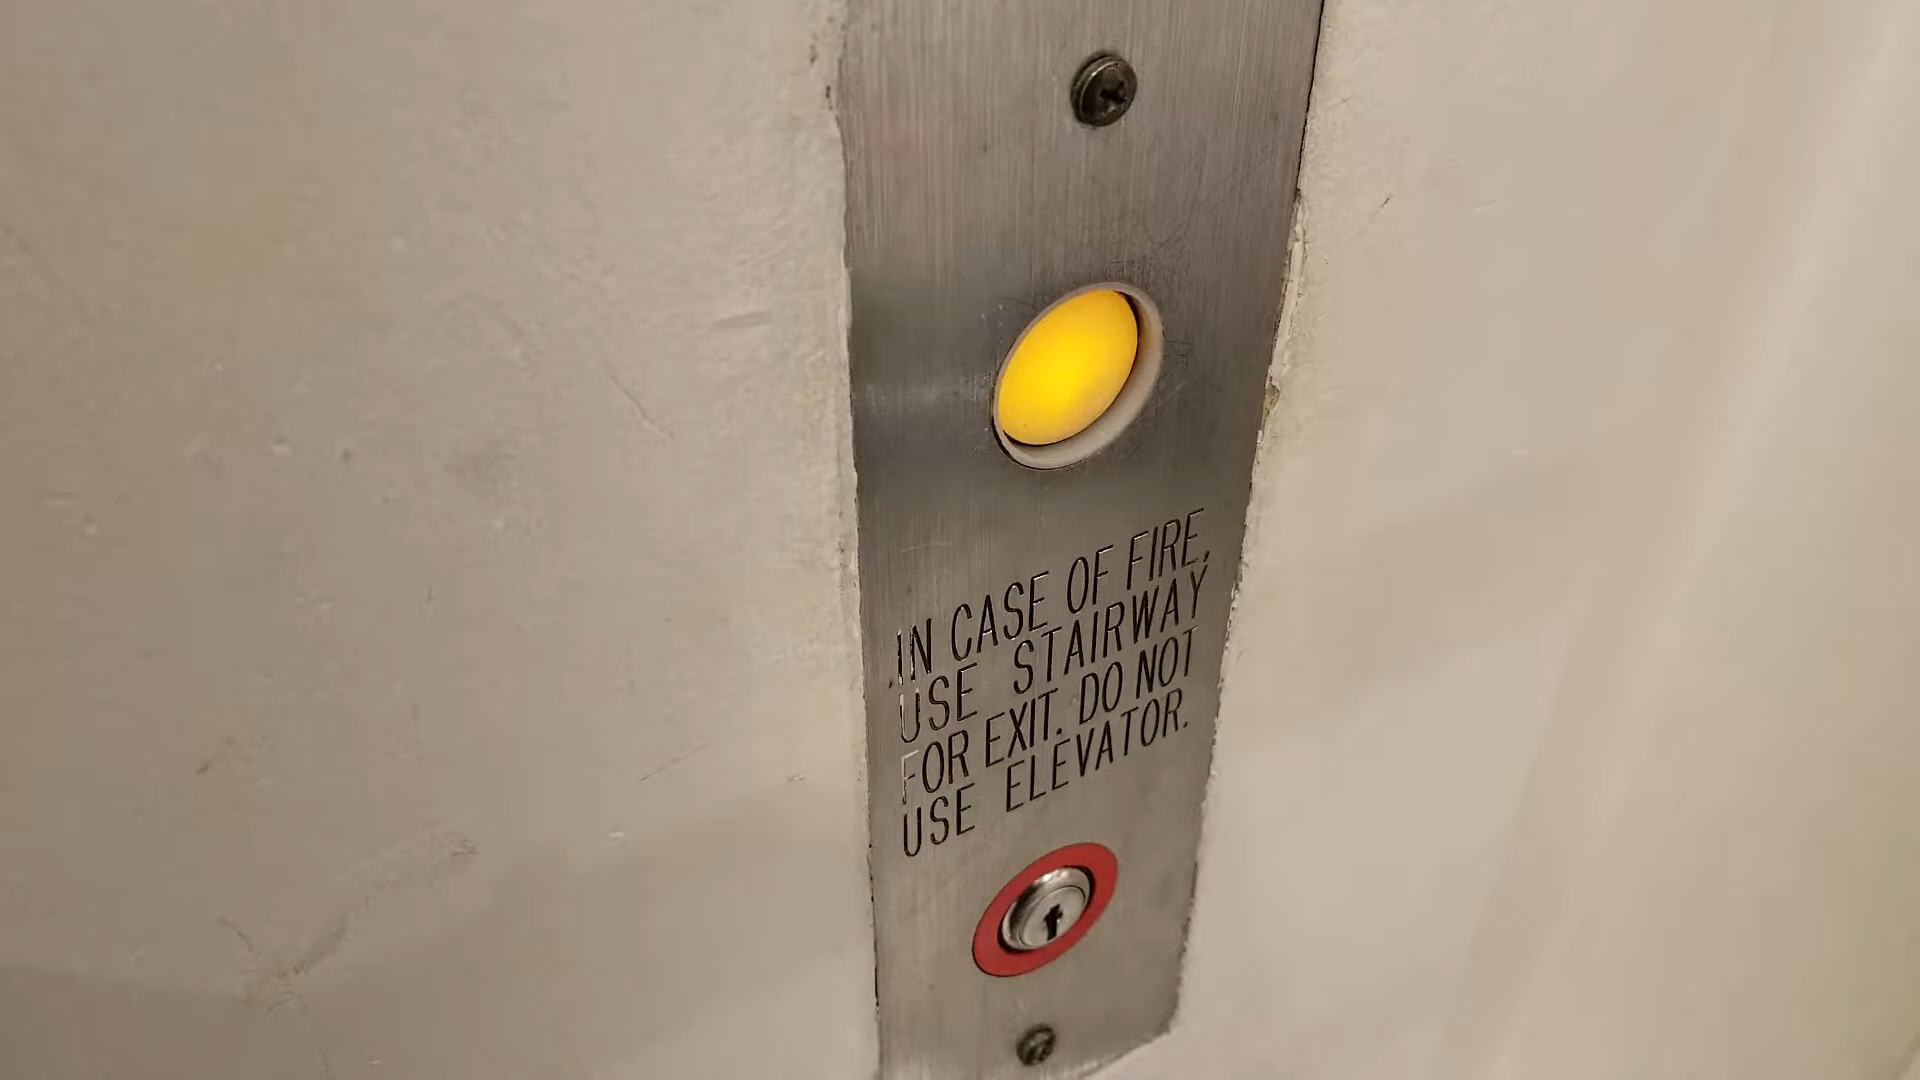 IN CASE OF FIRE,
USE STAIRWAY
FOR EXIT. DO NOT
USE ELEVATOR.